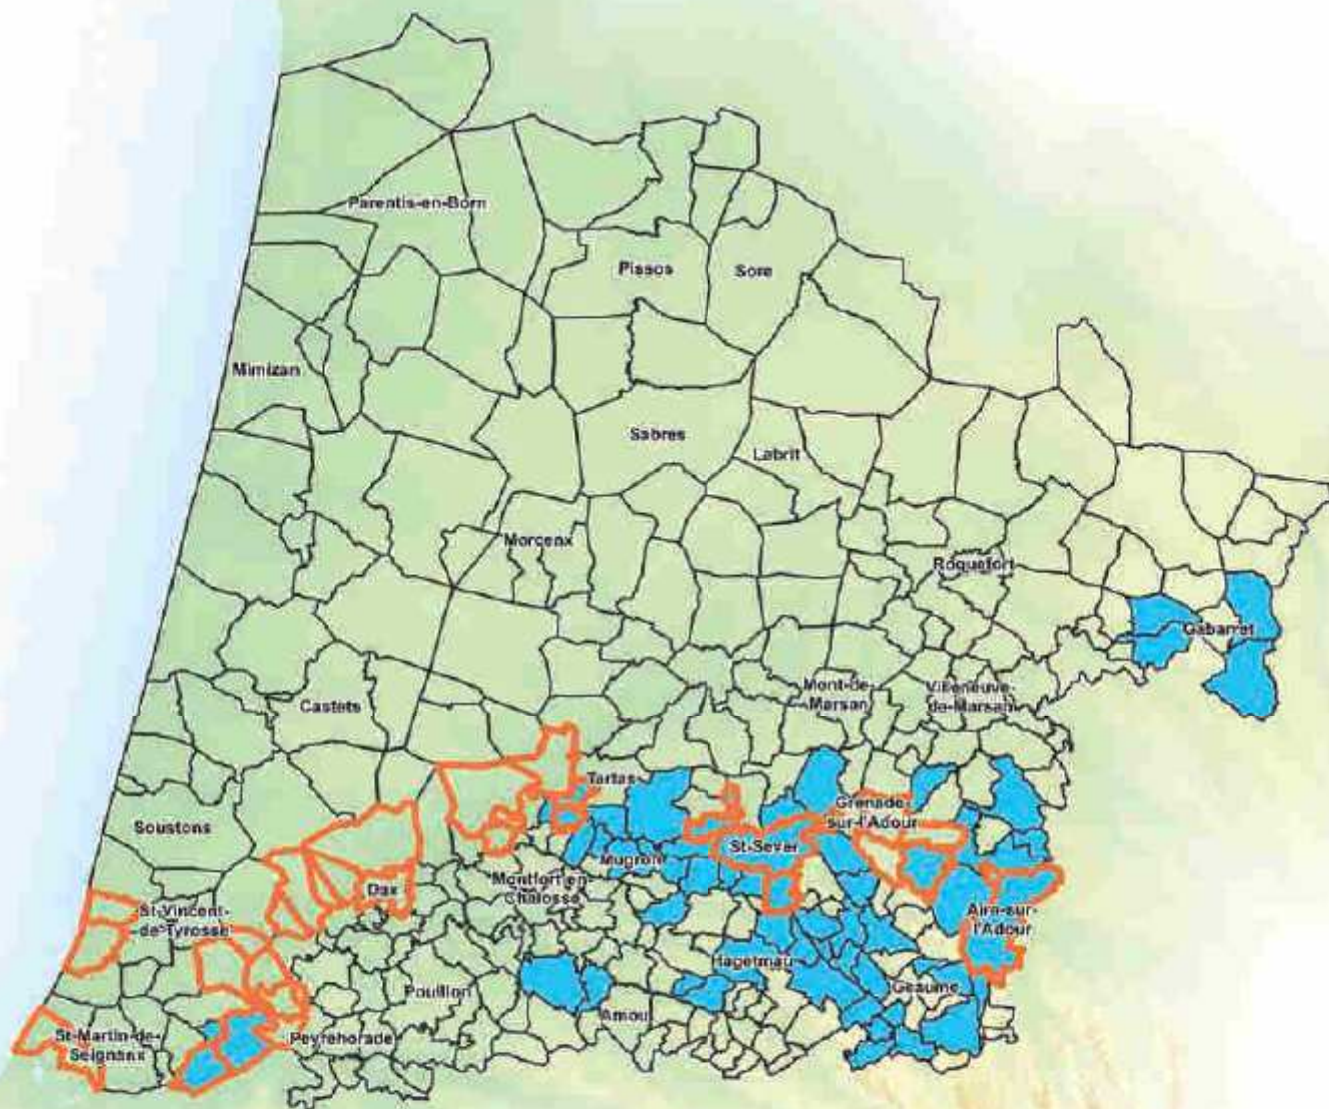 Parentis-en-Born
Pissos
Sore
Mimizan
Sabres
Labrit
Morcenx
Roquefort
Gabarret
Castets
Mont-de-
Marsan
Villeneuve-
de-Marsan
Tartas
Grenade-
sur-l'Adour
Soustons
St-Sever
Mugron
Montfort-en-
Chalosse
Dax
St-Vincent-
de-Tyrosse
Aire-sur-
l'Adour
Hagetmau
Geaune
Pouillon
Amou
St-Martin-de-
Seignanx
Peyrehorade